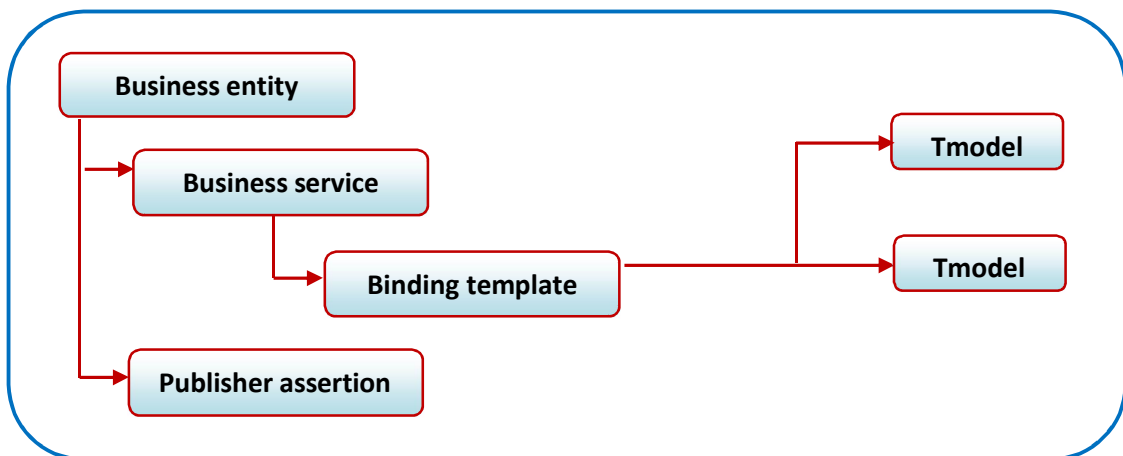 Business entity
Tmodel
Business service
Tmodel
Binding template
Publisher assertion